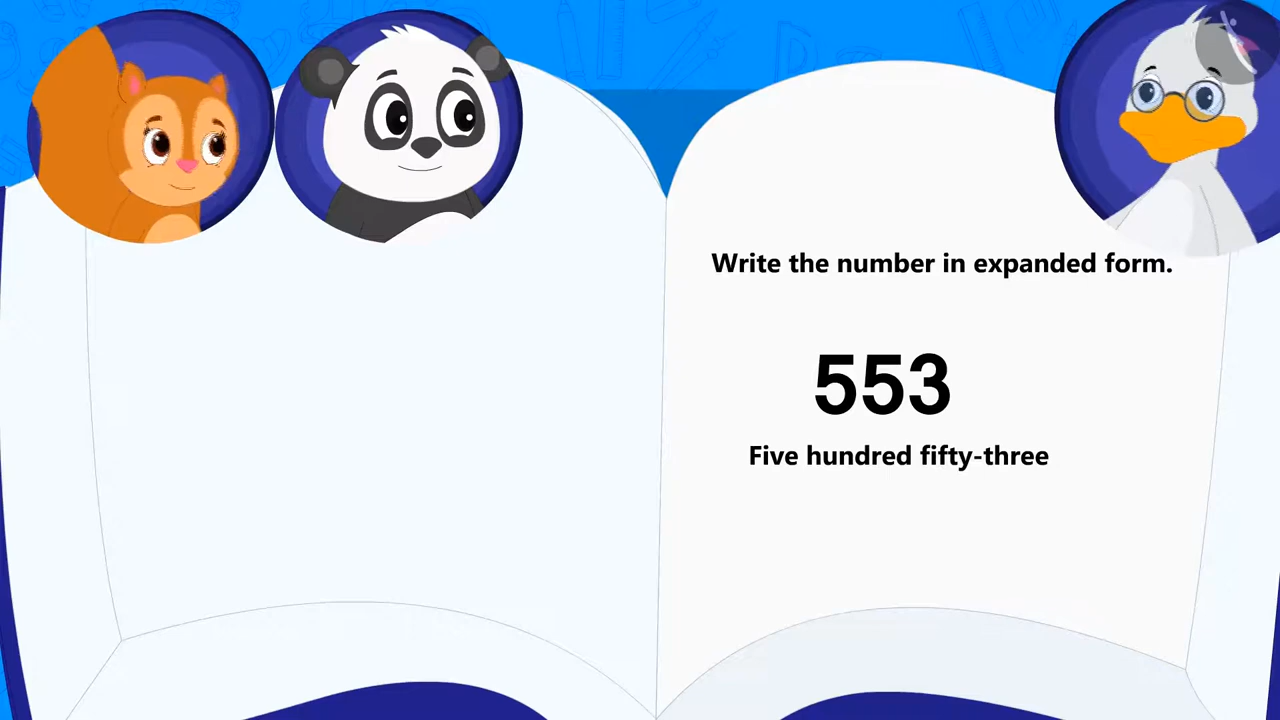 Write the number in expanded form.
553
Five hundred fifty-three